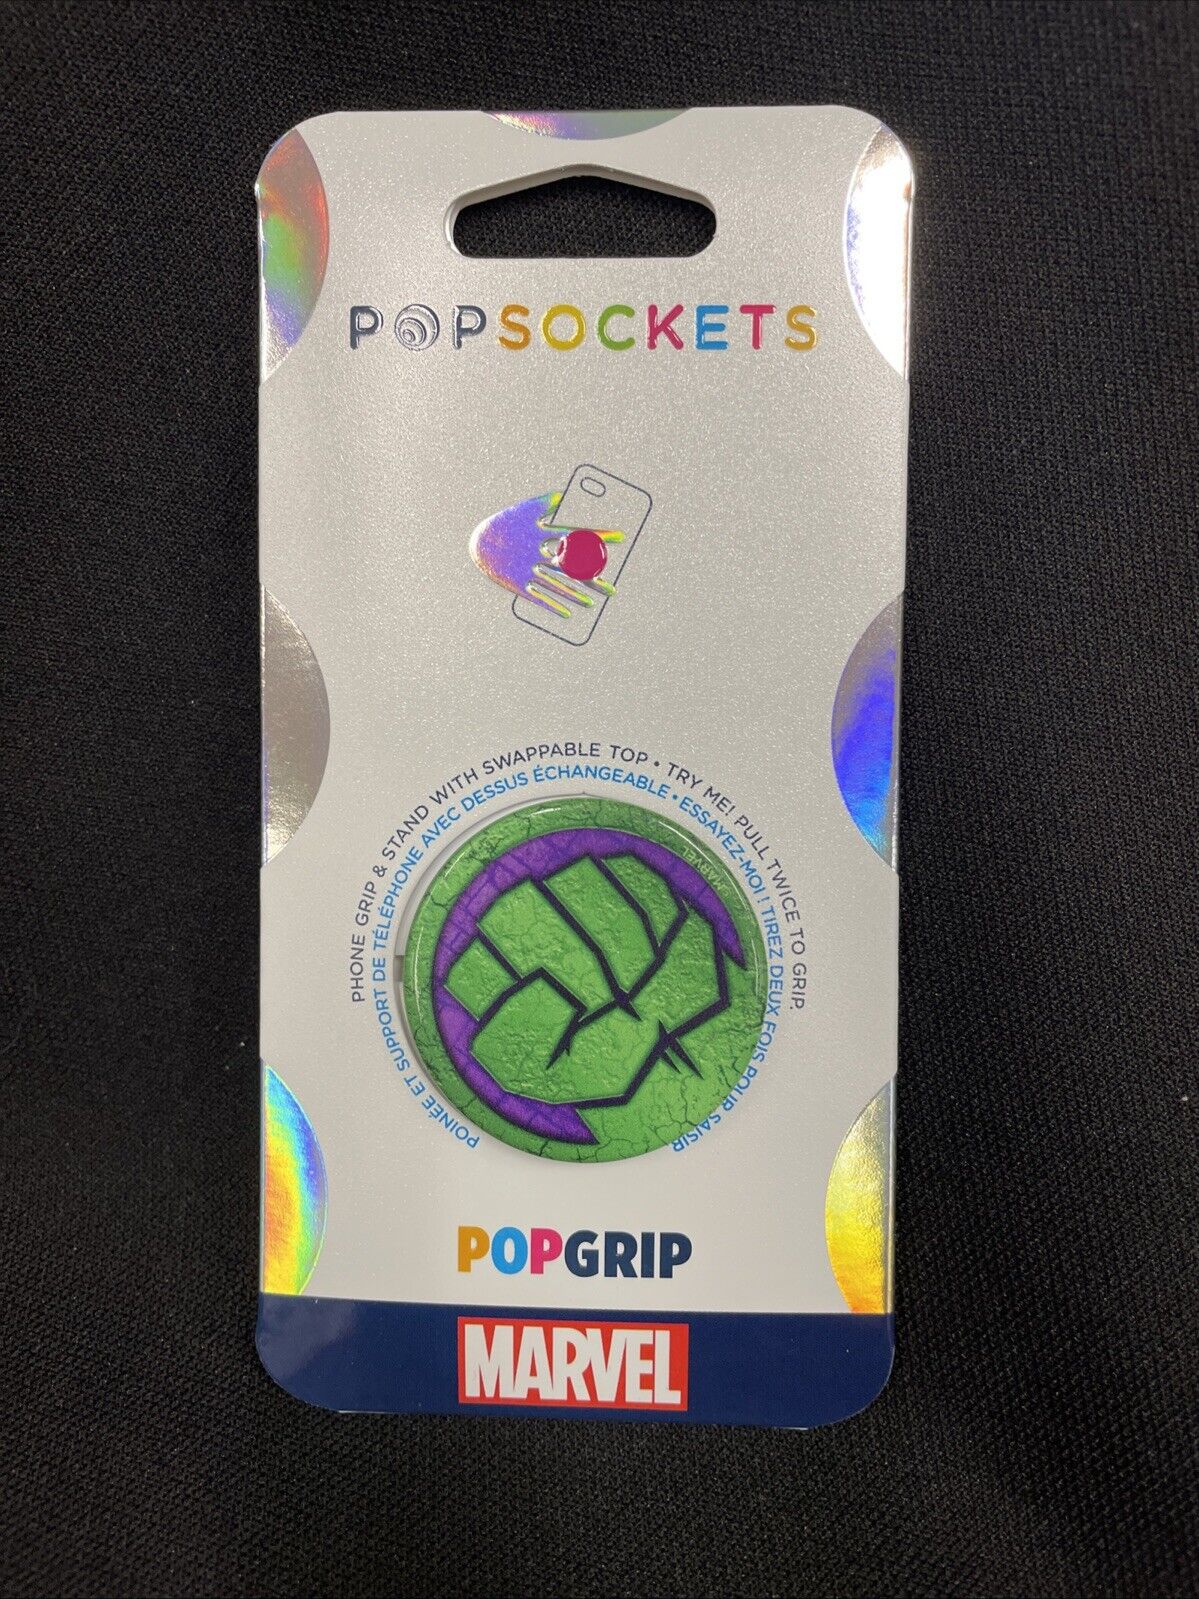 POPSOCKETS
PHONE GRIP & STAND WITH SWAPPABLE TOP • TRY ME! PULL TWICE TO GRIP.
POINÉE ET SUPPORT DE TÉLÉPHONE AVEC DESSUS ÉCHANGEABLE • ESSAYEZ-MOI ! TIREZ DEUX FOIS POUR SAISIR
©MARVEL
POPGRIP
MARVEL